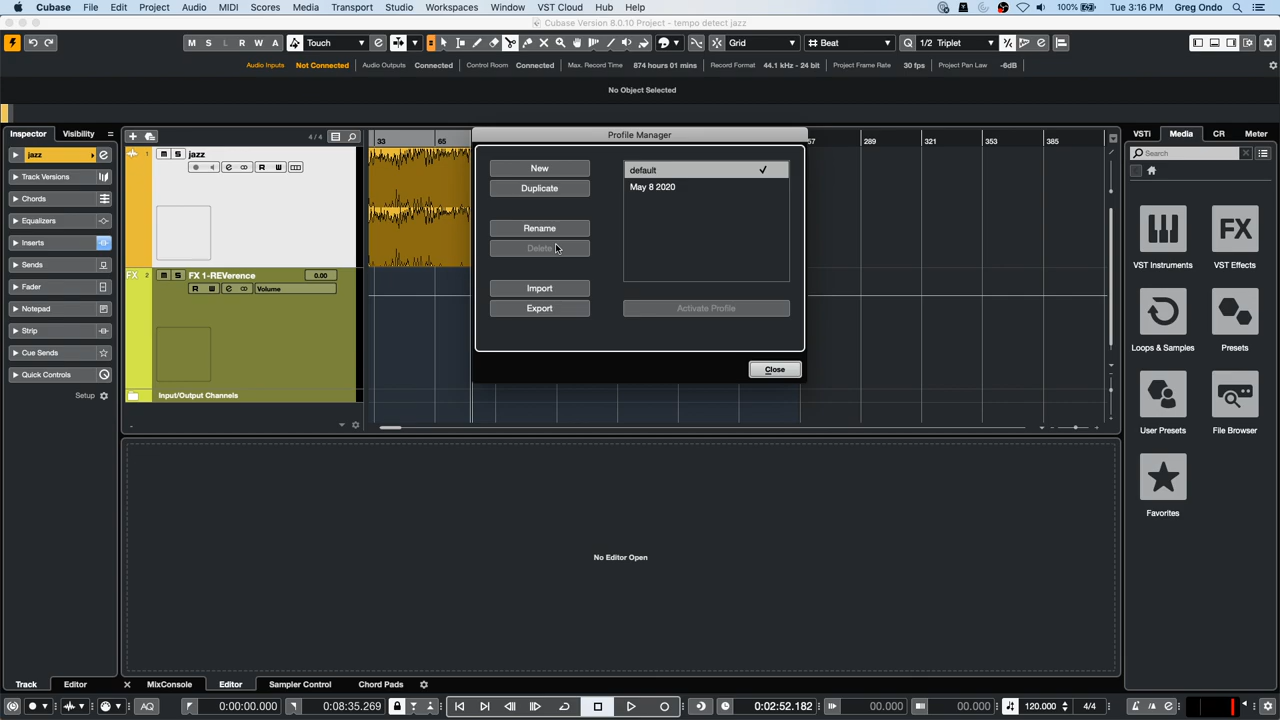 Cubase File Edit Project Audio MIDI Scores Media Transport Studio Workspaces Window VST Cloud Hub Help 100% Tue 3:16 PM Greg Ondo
Cubase Version 8.0.10 Project - tempo detect jazz
M S L R W A Touch Grid Beat Q 1/2 Triplet
Audio Inputs Not Connected Audio Outputs Connected Control Room Connected Max. Record Time 874 hours 01 mins Record Format 44.1 kHz - 24 bit Project Frame Rate 30 fps Project Pan Law -6dB
No Object Selected
Inspector Visibility
4/4
33 65
Profile Manager
289 321 353 385
VSTi Media CR Meter
jazz
1 m S jazz
R W
Search
Track Versions
Chords
Equalizers
Inserts
Sends
Fader
Notepad
Strip
Cue Sends
Quick Controls
Setup
FX 2 m S FX 1-REVerence 0.00
R W Volume
Input/Output Channels
New
Duplicate
Rename
Delete
Import
Export
default
May 8 2020
Activate Profile
Close
VST Instruments VST Effects
Loops & Samples Presets
User Presets File Browser
Favorites
No Editor Open
Track Editor MixConsole Editor Sampler Control Chord Pads
AQ 0:00:00.000 0:08:35.269 0:02:52.182 00.000 00.000 120.000 4/4